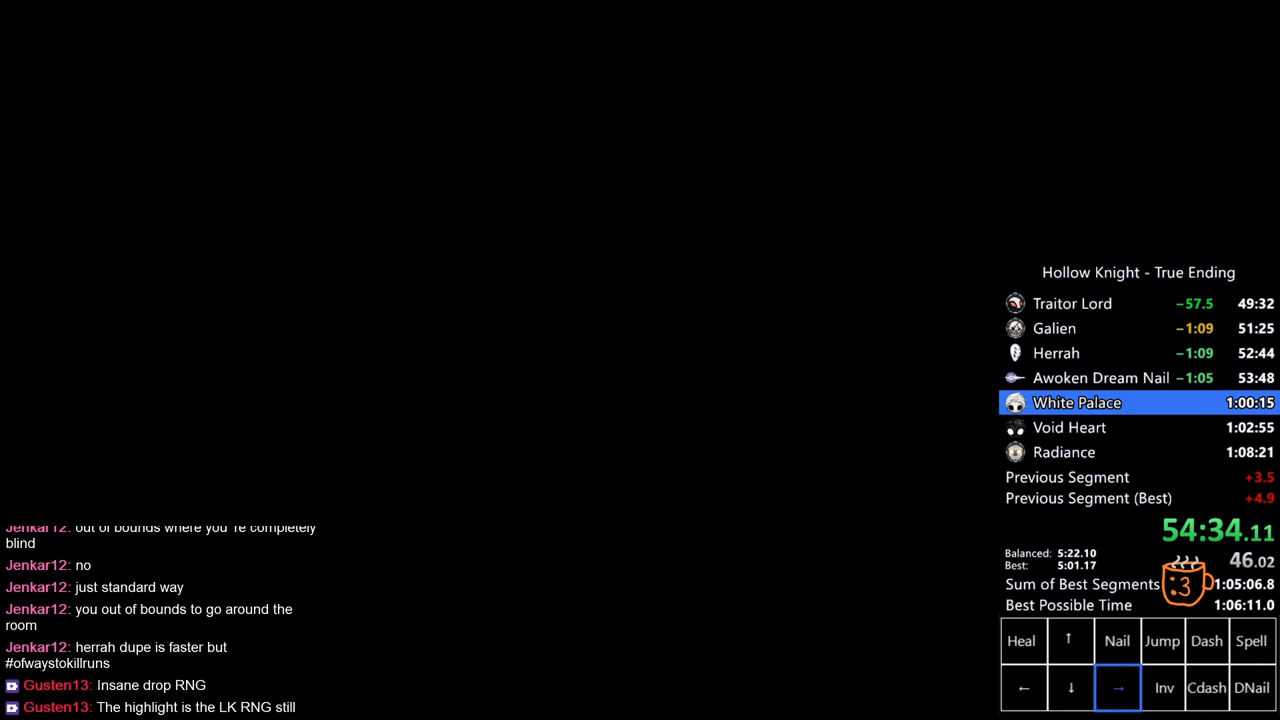 Hollow Knight - True Ending
Traitor Lord -57.5 49:32
Galien -1:09 51:25
Herrah -1:09 52:44
Awoken Dream Nail -1:05 53:48
White Palace 1:00:15
Void Heart 1:02:55
Radiance 1:08:21
Previous Segment +3.5
Previous Segment (Best) +4.9
54:34.11
Balanced: 5:22.10
Best: 5:01.17
46.02
Sum of Best Segments 1:05:06.8
:3
Best Possible Time 1:06:11.0
Heal ↑ Nail Jump Dash Spell
← ↓ → Inv Cdash DNail
Jenkar12: out of bounds where you're completely
blind
Jenkar12: no
Jenkar12: just standard way
Jenkar12: you out of bounds to go around the
room
Jenkar12: herrah dupe is faster but
#ofwaystokillruns
Gusten13: Insane drop RNG
Gusten13: The highlight is the LK RNG still